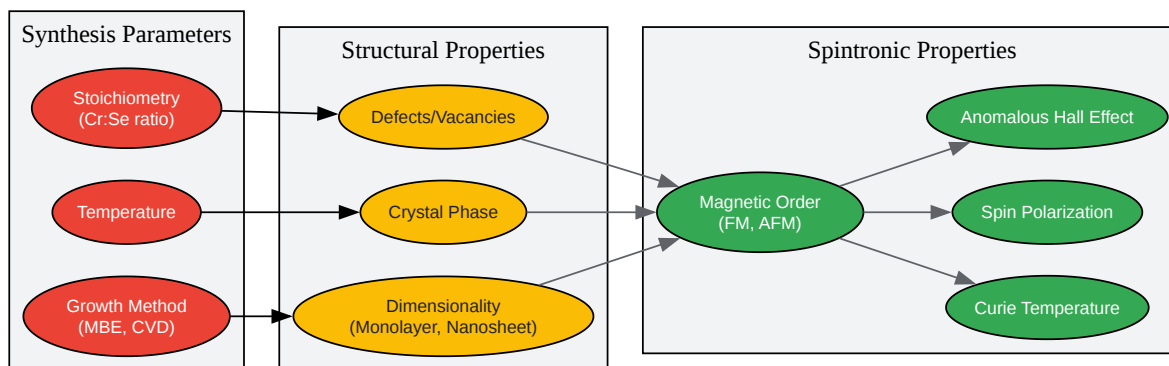 Synthesis Parameters
Stoichiometry
(Cr:Se ratio)
Temperature
Growth Method
(MBE, CVD)
Structural Properties
Defects/Vacancies
Crystal Phase
Dimensionality
(Monolayer, Nanosheet)
Spintronic Properties
Magnetic Order
(FM, AFM)
Anomalous Hall Effect
Spin Polarization
Curie Temperature